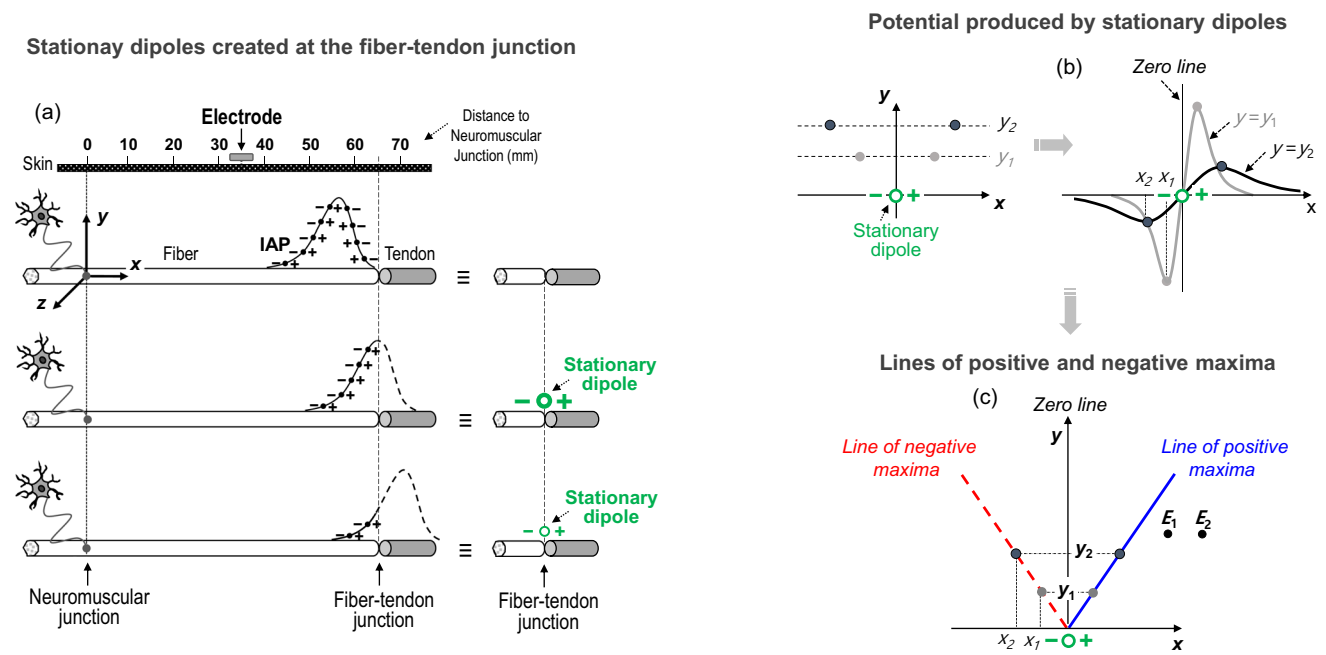 Stationay dipoles created at the fiber-tendon junction
(a)
Electrode
Distance to
Neuromuscular
Junction (mm)
0 10 20 30 40 50 60 70
Skin
y
x
z
Fiber
IAP
Tendon
≡
Stationary
dipole
≡
Stationary
dipole
≡
Neuromuscular
junction
Fiber-tendon
junction
Fiber-tendon
junction
Potential produced by stationary dipoles
y
y2
y1
x
Stationary
dipole
(b)
Zero line
y = y1
y = y2
x2 x1
x
Lines of positive and negative maxima
(c)
Zero line
y
Line of negative
maxima
Line of positive
maxima
E1 E2
y2
y1
x2 x1
x